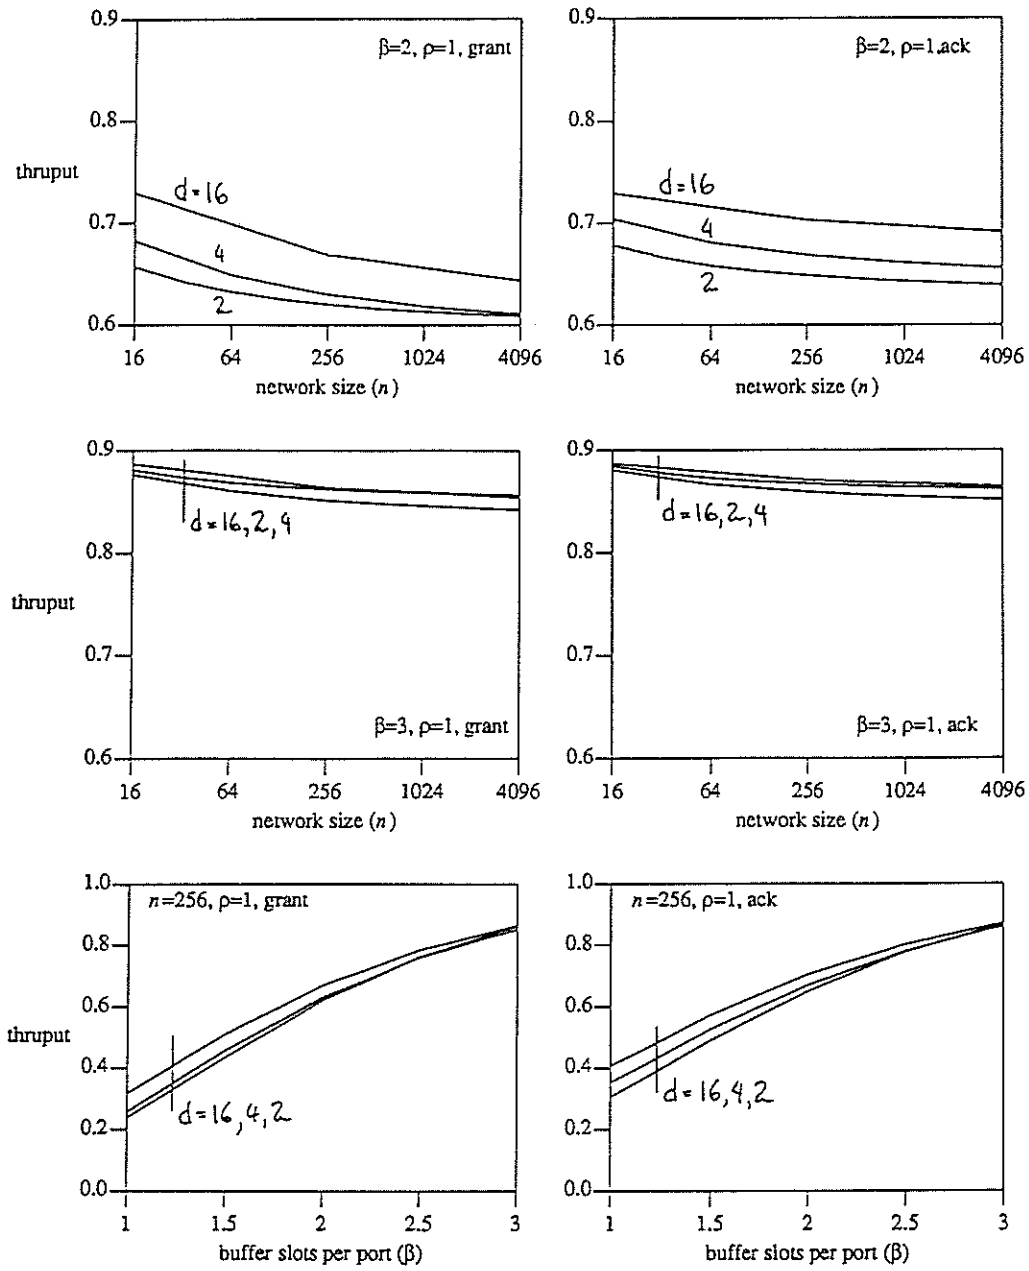 0.9
β=2, ρ=1, grant
0.8
thruput
d=16
0.7
4
2
0.6
16 64 256 1024 4096
network size (n)
0.9
β=2, ρ=1,ack
0.8
d=16
0.7
4
2
0.6
16 64 256 1024 4096
network size (n)
0.9
d=16,2,4
0.8
thruput
0.7
β=3, ρ=1, grant
0.6
16 64 256 1024 4096
network size (n)
0.9
d=16,2,4
0.8
0.7
β=3, ρ=1, ack
0.6
16 64 256 1024 4096
network size (n)
1.0
n=256, ρ=1, grant
0.8
0.6
thruput
0.4
d=16,4,2
0.2
0.0
1 1.5 2 2.5 3
buffer slots per port (β)
1.0
n=256, ρ=1, ack
0.8
0.6
0.4
d=16,4,2
0.2
0.0
1 1.5 2 2.5 3
buffer slots per port (β)